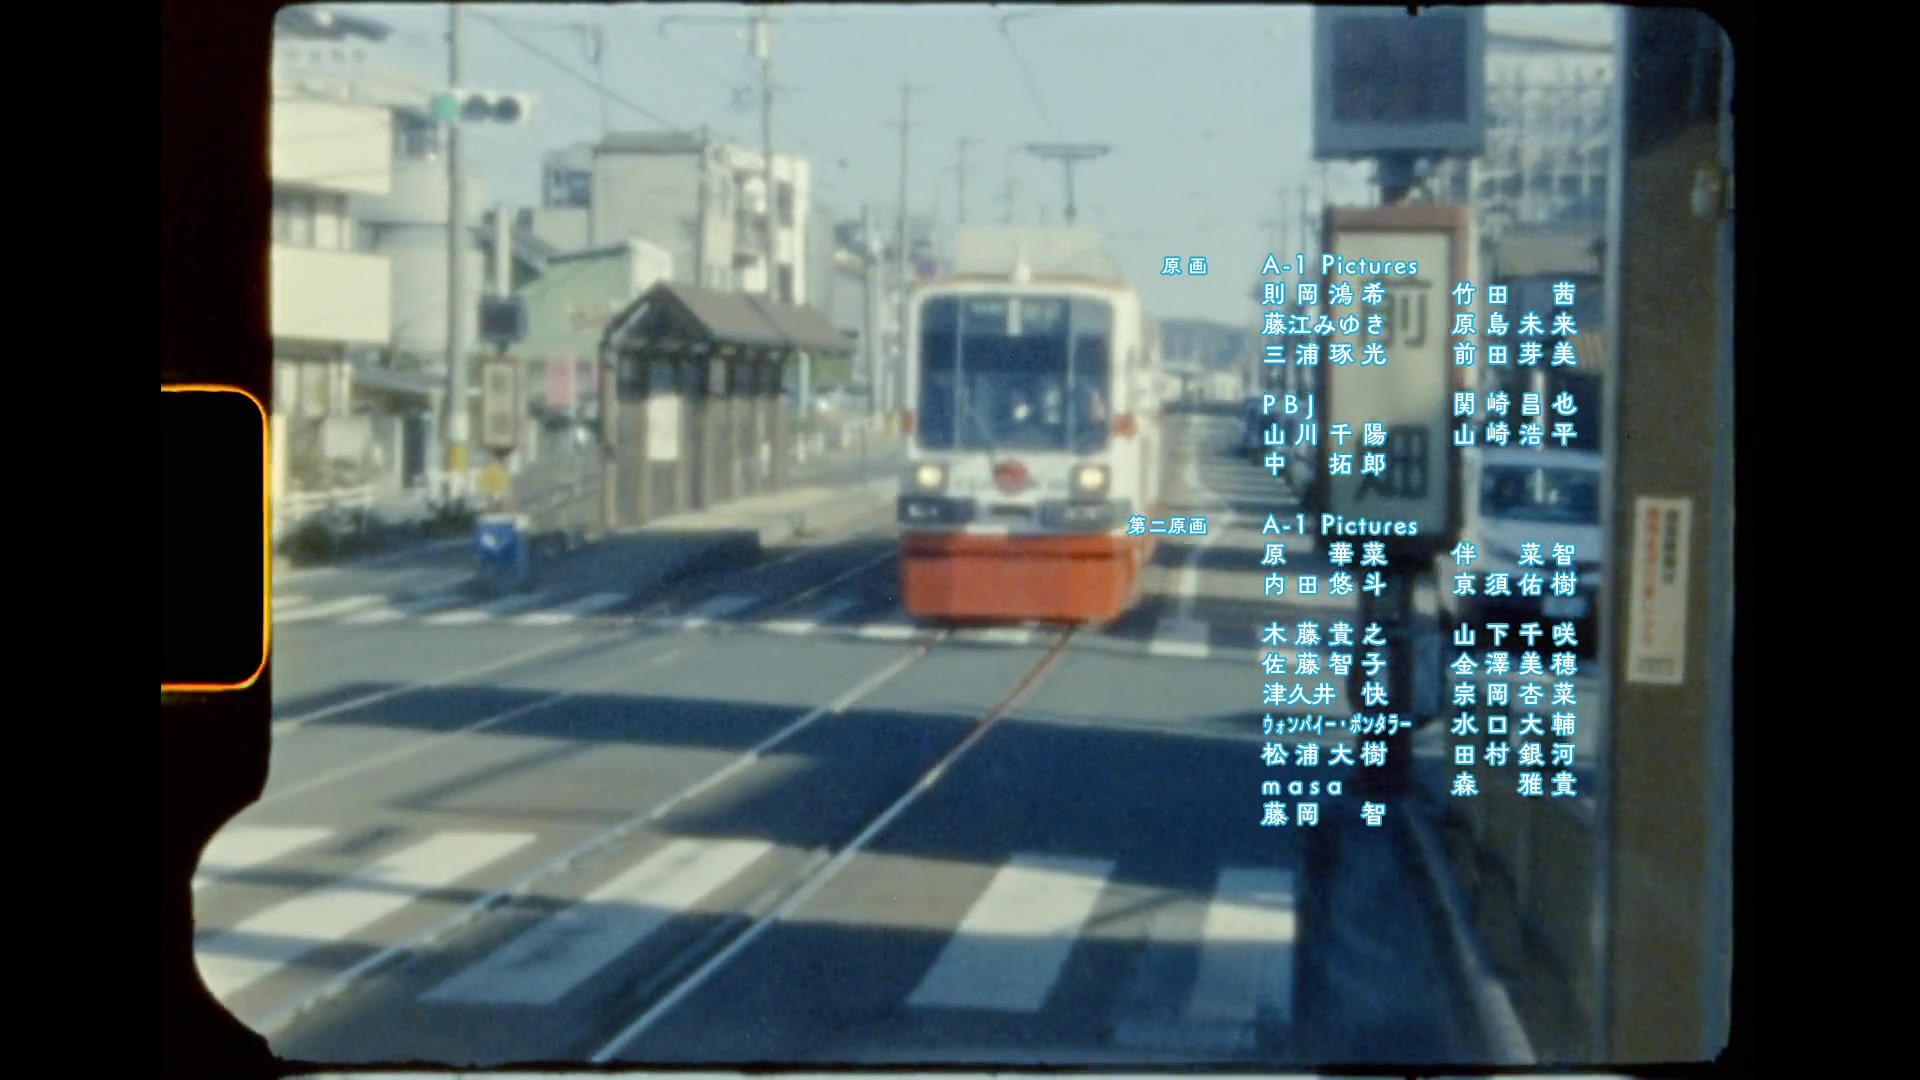 原画 A-1 Pictures
則岡鴻希 竹田 茜
藤江みゆき 原島未来
三浦琢光 前田芽美
PBJ 関崎昌也
山川千陽 山崎浩平
中 拓郎
第二原画 A-1 Pictures
原 華菜 伴 菜智
内田悠斗 京須佑樹
木藤貴之 山下千咲
佐藤智子 金澤美穂
津久井 快 宗岡杏菜
ウォンパイー・ポンタラー 水口大輔
松浦大樹 田村銀河
masa 森 雅貴
藤岡 智